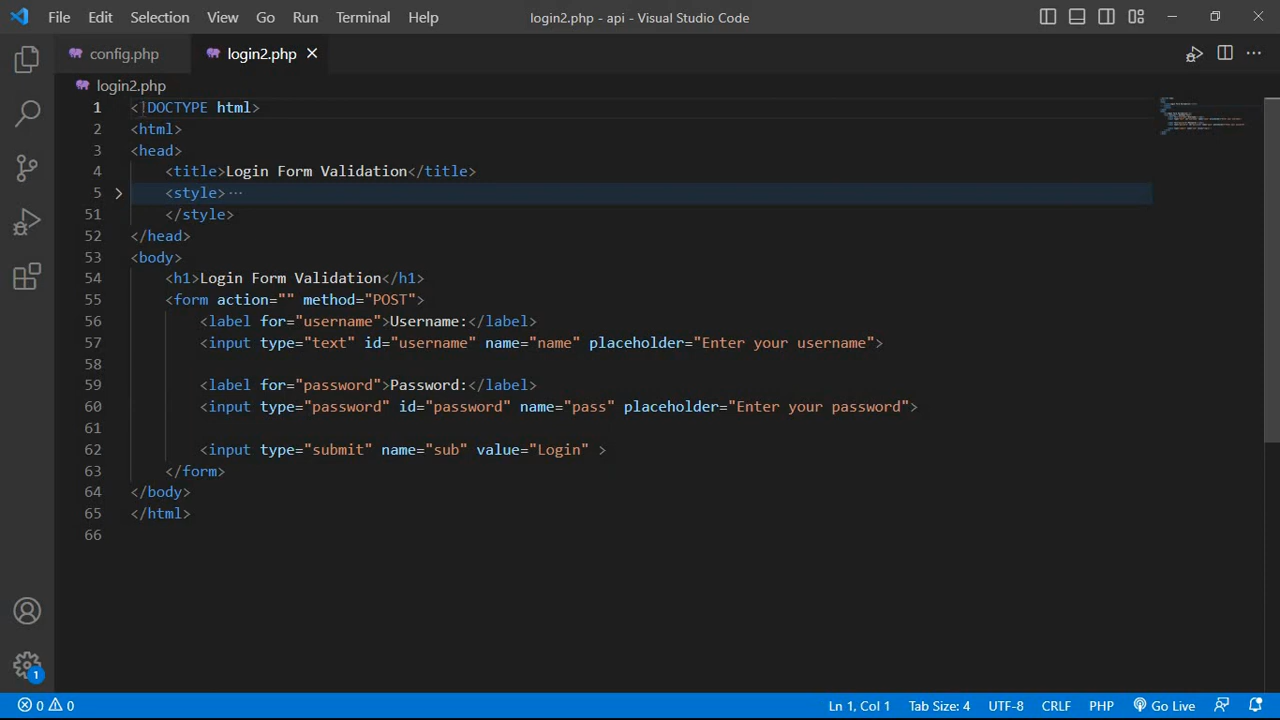 File Edit Selection View Go Run Terminal Help login2.php - api - Visual Studio Code
config.php login2.php
login2.php
1 <!DOCTYPE html>
2 <html>
3 <head>
4 <title>Login Form Validation</title>
5 <style>···
51 </style>
52 </head>
53 <body>
54 <h1>Login Form Validation</h1>
55 <form action="" method="POST">
56 <label for="username">Username:</label>
57 <input type="text" id="username" name="name" placeholder="Enter your username">
58
59 <label for="password">Password:</label>
60 <input type="password" id="password" name="pass" placeholder="Enter your password">
61
62 <input type="submit" name="sub" value="Login" >
63 </form>
64 </body>
65 </html>
66
1
0 0 Ln 1, Col 1 Tab Size: 4 UTF-8 CRLF PHP Go Live